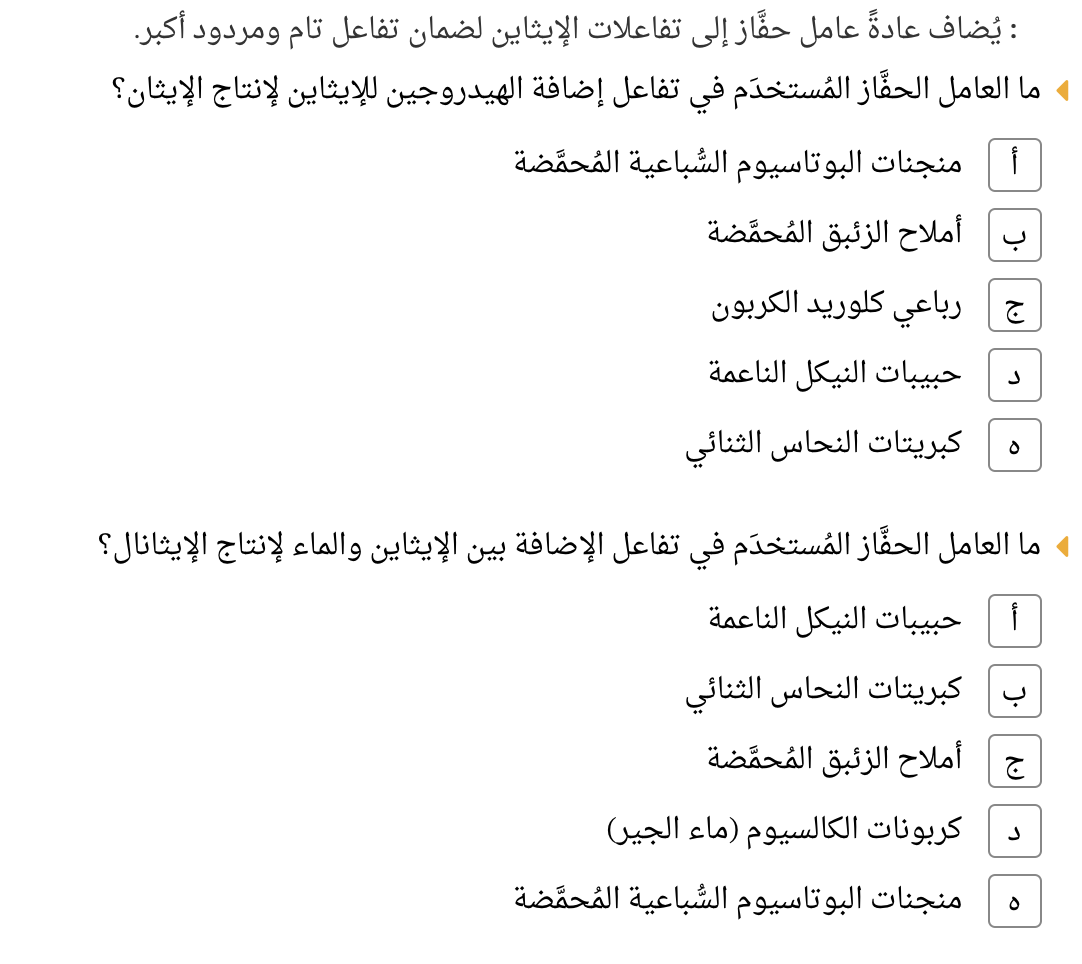 : يُضاف عادةً عامل حفَّاز إلى تفاعلات الإيثاين لضمان تفاعل تام ومردود أكبر.
ما العامل الحفَّاز المُستخدَم في تفاعل إضافة الهيدروجين للإيثاين لإنتاج الإيثان؟
أ منجنات البوتاسيوم السُّباعية المُحمَّضة
ب أملاح الزئبق المُحمَّضة
ج رباعي كلوريد الكربون
د حبيبات النيكل الناعمة
ه كبريتات النحاس الثنائي
ما العامل الحفَّاز المُستخدَم في تفاعل الإضافة بين الإيثاين والماء لإنتاج الإيثانال؟
أ حبيبات النيكل الناعمة
ب كبريتات النحاس الثنائي
ج أملاح الزئبق المُحمَّضة
د كربونات الكالسيوم (ماء الجير)
ه منجنات البوتاسيوم السُّباعية المُحمَّضة